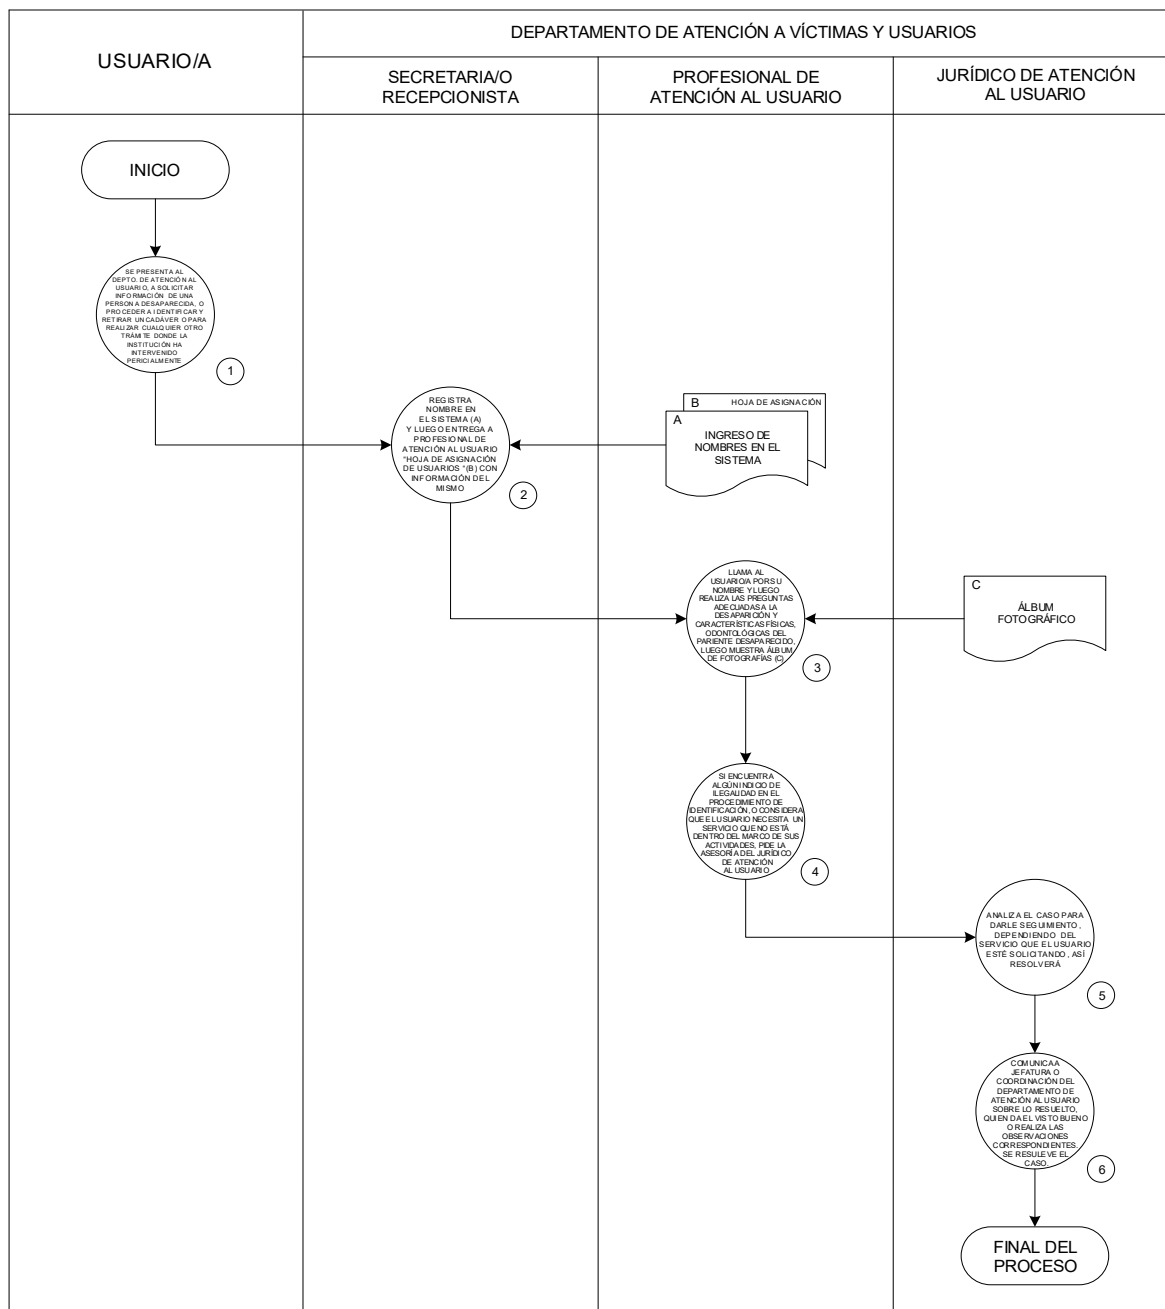 USUARIO/A
DEPARTAMENTO DE ATENCIÓN A VÍCTIMAS Y USUARIOS
SECRETARIA/O
RECEPCIONISTA
PROFESIONAL DE
ATENCIÓN AL USUARIO
JURÍDICO DE ATENCIÓN
AL USUARIO
INICIO
SE PRESENTA AL
DEPTO. DE ATENCIÓN AL
USUARIO, A SOLICITAR
INFORMACIÓN DE UNA
PERSONA DESAPARECIDA, O
PROCEDER A IDENTIFICAR Y
RETIRAR UN CADÁVER O PARA
REALIZAR CUALQUIER OTRO
TRÁMITE DONDE LA
INSTITUCIÓN HA
INTERVENIDO
PERICIALMENTE
1
REGISTRA
NOMBRE EN
EL SISTEMA (A)
Y LUEGO ENTREGA A
PROFESIONAL DE
ATENCIÓN AL USUARIO
"HOJA DE ASIGNACIÓN
DE USUARIOS "(B) CON
INFORMACIÓN DEL
MISMO
2
B
HOJA DE ASIGNACIÓN
A
INGRESO DE
NOMBRES EN EL
SISTEMA
LLAMA AL
USUARIO/A POR SU
NOMBRE Y LUEGO
REALIZA LAS PREGUNTAS
ADECUADAS A LA
DESAPARICIÓN Y
CARACTERÍSTICAS FÍSICAS,
ODONTOLÓGICAS DEL
PARIENTE DESAPARECIDO,
LUEGO MUESTRA ÁLBUM
DE FOTOGRAFÍAS (C)
3
C
ÁLBUM
FOTOGRÁFICO
SI ENCUENTRA
ALGÚN INDICIO DE
ILEGALIDAD EN EL
PROCEDIMIENTO DE
IDENTIFICACIÓN, O CONSIDERA
QUE EL USUARIO NECESITA UN
SERVICIO QUE NO ESTÁ
DENTRO DEL MARCO DE SUS
ACTIVIDADES, PIDE LA
ASESORÍA DEL JURÍDICO
DE ATENCIÓN
AL USUARIO
4
ANALIZA EL CASO PARA
DARLE SEGUIMIENTO,
DEPENDIENDO DEL
SERVICIO QUE EL USUARIO
ESTÉ SOLICITANDO, ASÍ
RESOLVERÁ
5
COMUNICA A
JEFATURA O
COORDINACIÓN DEL
DEPARTAMENTO DE
ATENCIÓN AL USUARIO
SOBRE LO RESUELTO,
QUIEN DA EL VISTO BUENO
O REALIZA LAS
OBSERVACIONES
CORRESPONDIENTES.
SE RESULEVE EL
CASO.
6
FINAL DEL
PROCESO